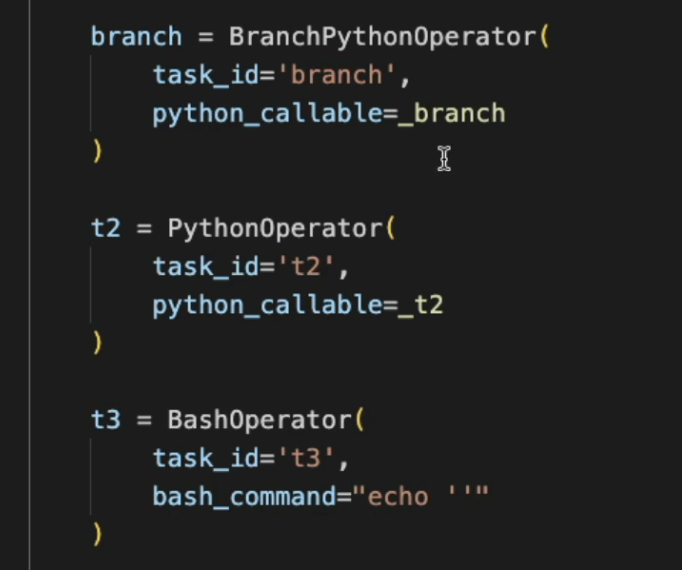 branch = BranchPythonOperator(
    task_id='branch',
    python_callable=_branch
)
t2 = PythonOperator(
    task_id='t2',
    python_callable=_t2
)
t3 = BashOperator(
    task_id='t3',
    bash_command="echo ''"
)